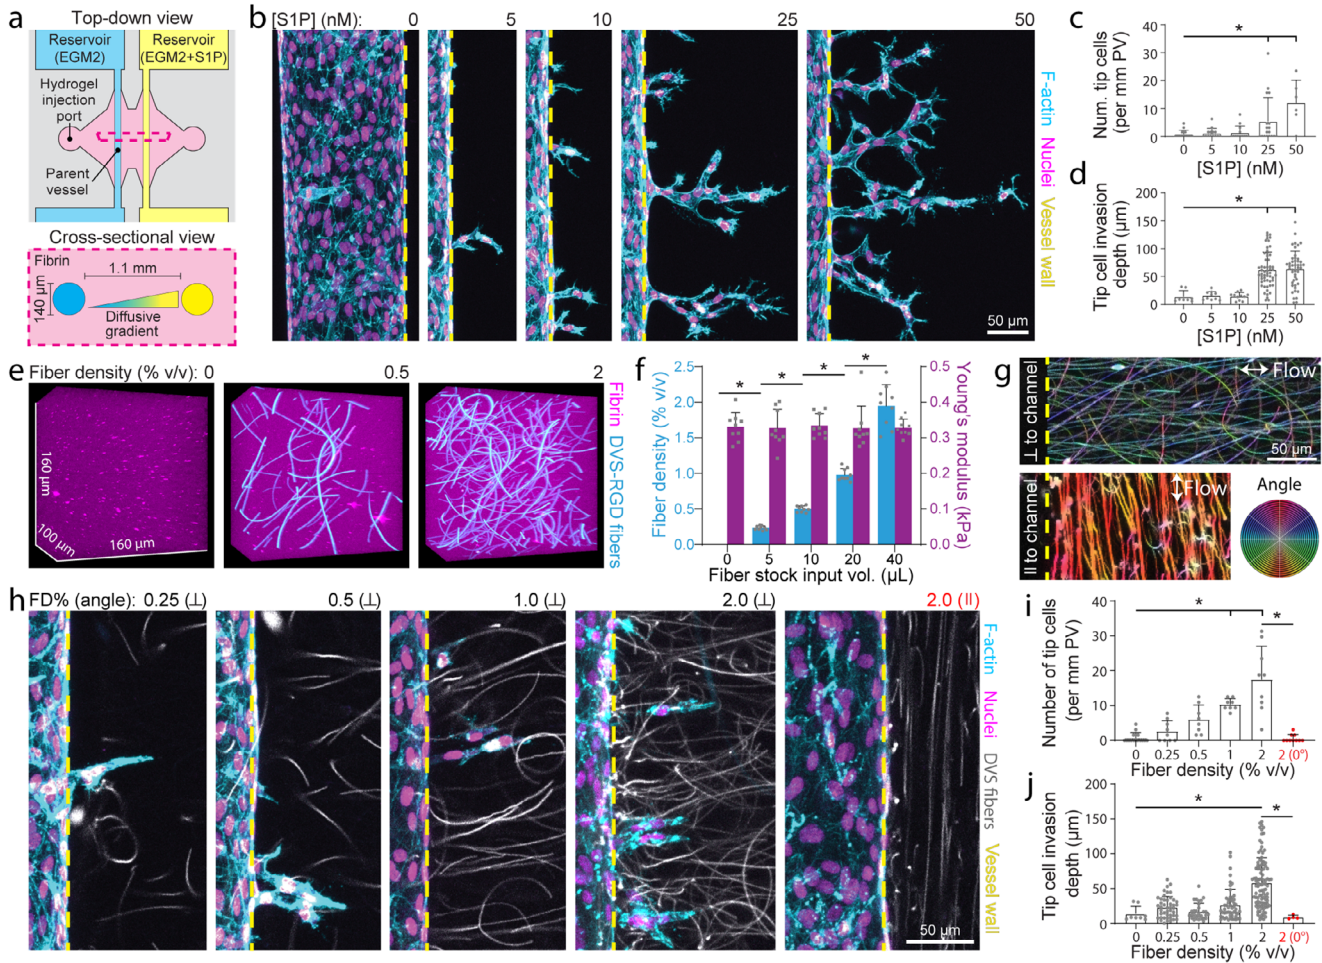 a
Top-down view
Reservoir
(EGM2)
Reservoir
(EGM2+S1P)
Hydrogel
injection
port
Parent
vessel
Cross-sectional view
Fibrin
1.1 mm
140 µm
Diffusive
gradient
b
[S1P] (nM): 0 5 10 25 50
F-actin Nuclei Vessel wall
50 µm
c
Num. tip cells
(per mm PV)
40
30
20
10
0
*
0 5 10 25 50
[S1P] (nM)
d
Tip cell invasion
depth (µm)
200
150
100
50
0
*
0 5 10 25 50
[S1P] (nM)
e
Fiber density (% v/v): 0 0.5 2
160 µm
100 µm
160 µm
Fibrin DVS-RGD fibers
f
Fiber density (% v/v)
2.5
2.0
1.5
1.0
0.5
0.0
* * * *
0.5
0.4
0.3
0.2
0.1
0.0
Young's modulus (kPa)
0 5 10 20 40
Fiber stock input vol. (µL)
g
⊥ to channel
Flow
50 µm
II to channel
Flow
Angle
h
FD% (angle): 0.25 (⊥) 0.5 (⊥) 1.0 (⊥) 2.0 (⊥) 2.0 (II)
F-actin Nuclei DVS fibers Vessel wall
50 µm
i
Number of tip cells
(per mm PV)
40
30
20
10
0
* *
0 0.25 0.5 1 2 2 (0°)
Fiber density (% v/v)
j
Tip cell invasion
depth (µm)
200
150
100
50
0
* *
0 0.25 0.5 1 2 2 (0°)
Fiber density (% v/v)